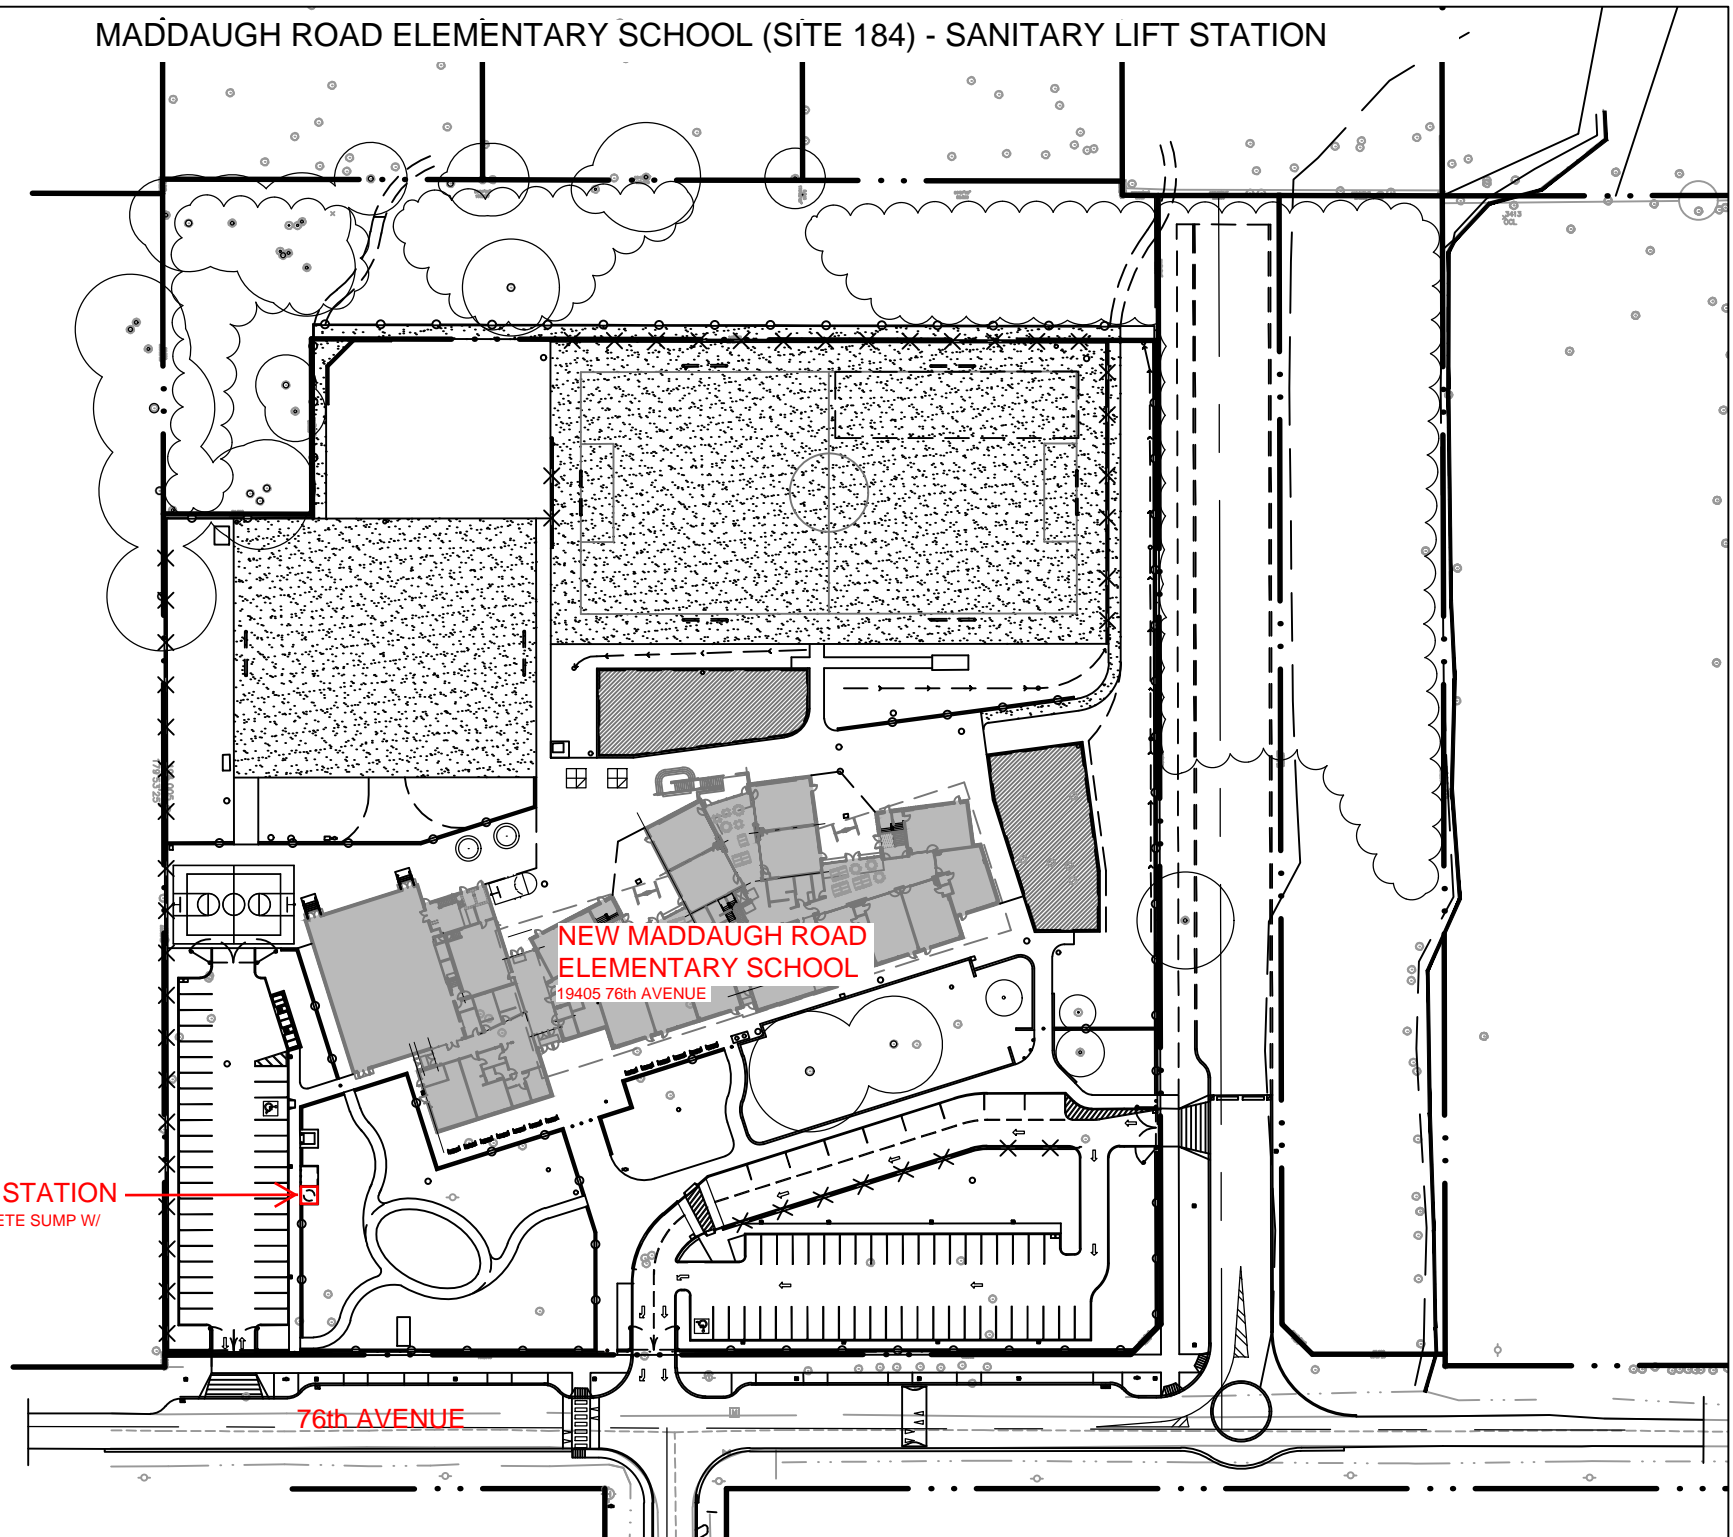 MADDAUGH ROAD ELEMENTARY SCHOOL (SITE 184) - SANITARY LIFT STATION
NEW MADDAUGH ROAD
ELEMENTARY SCHOOL
19405 76th AVENUE
STATION
ETE SUMP W/
76th AVENUE